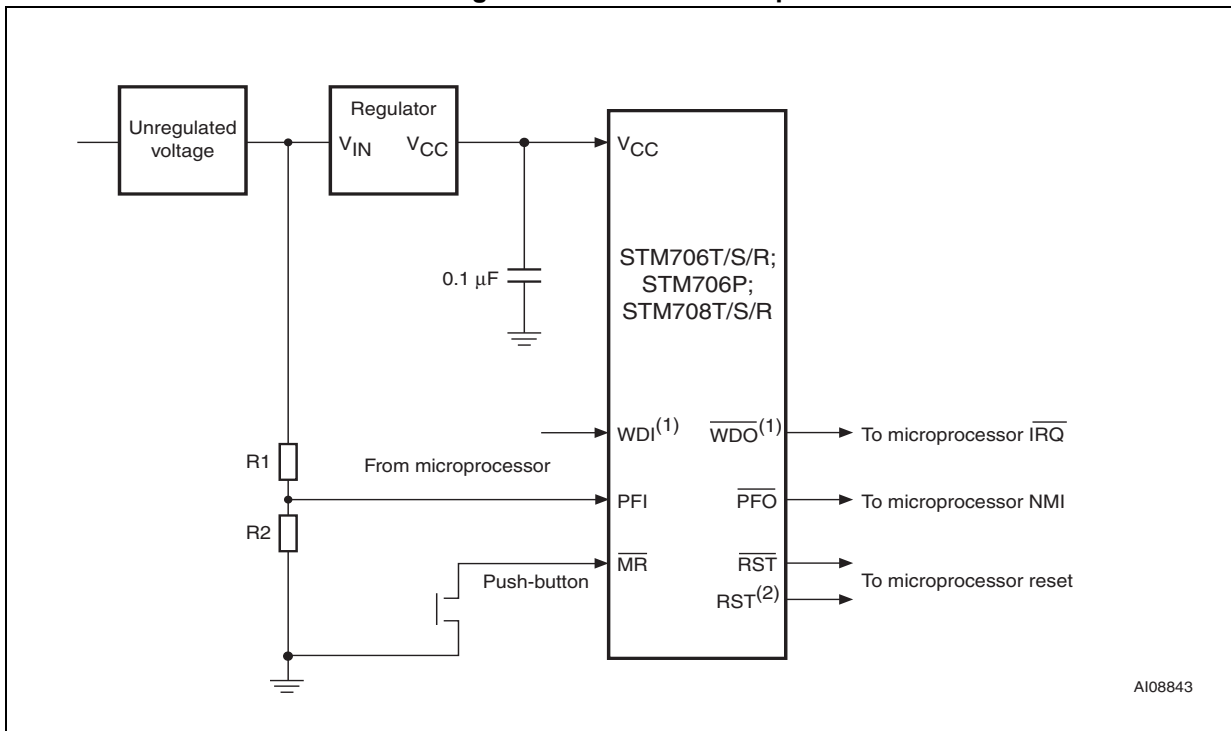 Unregulated
voltage
Regulator
VIN VCC
VCC
0.1 μF
STM706T/S/R;
STM706P;
STM708T/S/R
WDI(1) WDO(1) To microprocessor IRQ
From microprocessor
R1
PFI PFO To microprocessor NMI
R2
MR RST
Push-button
To microprocessor reset
RST(2)
AI08843